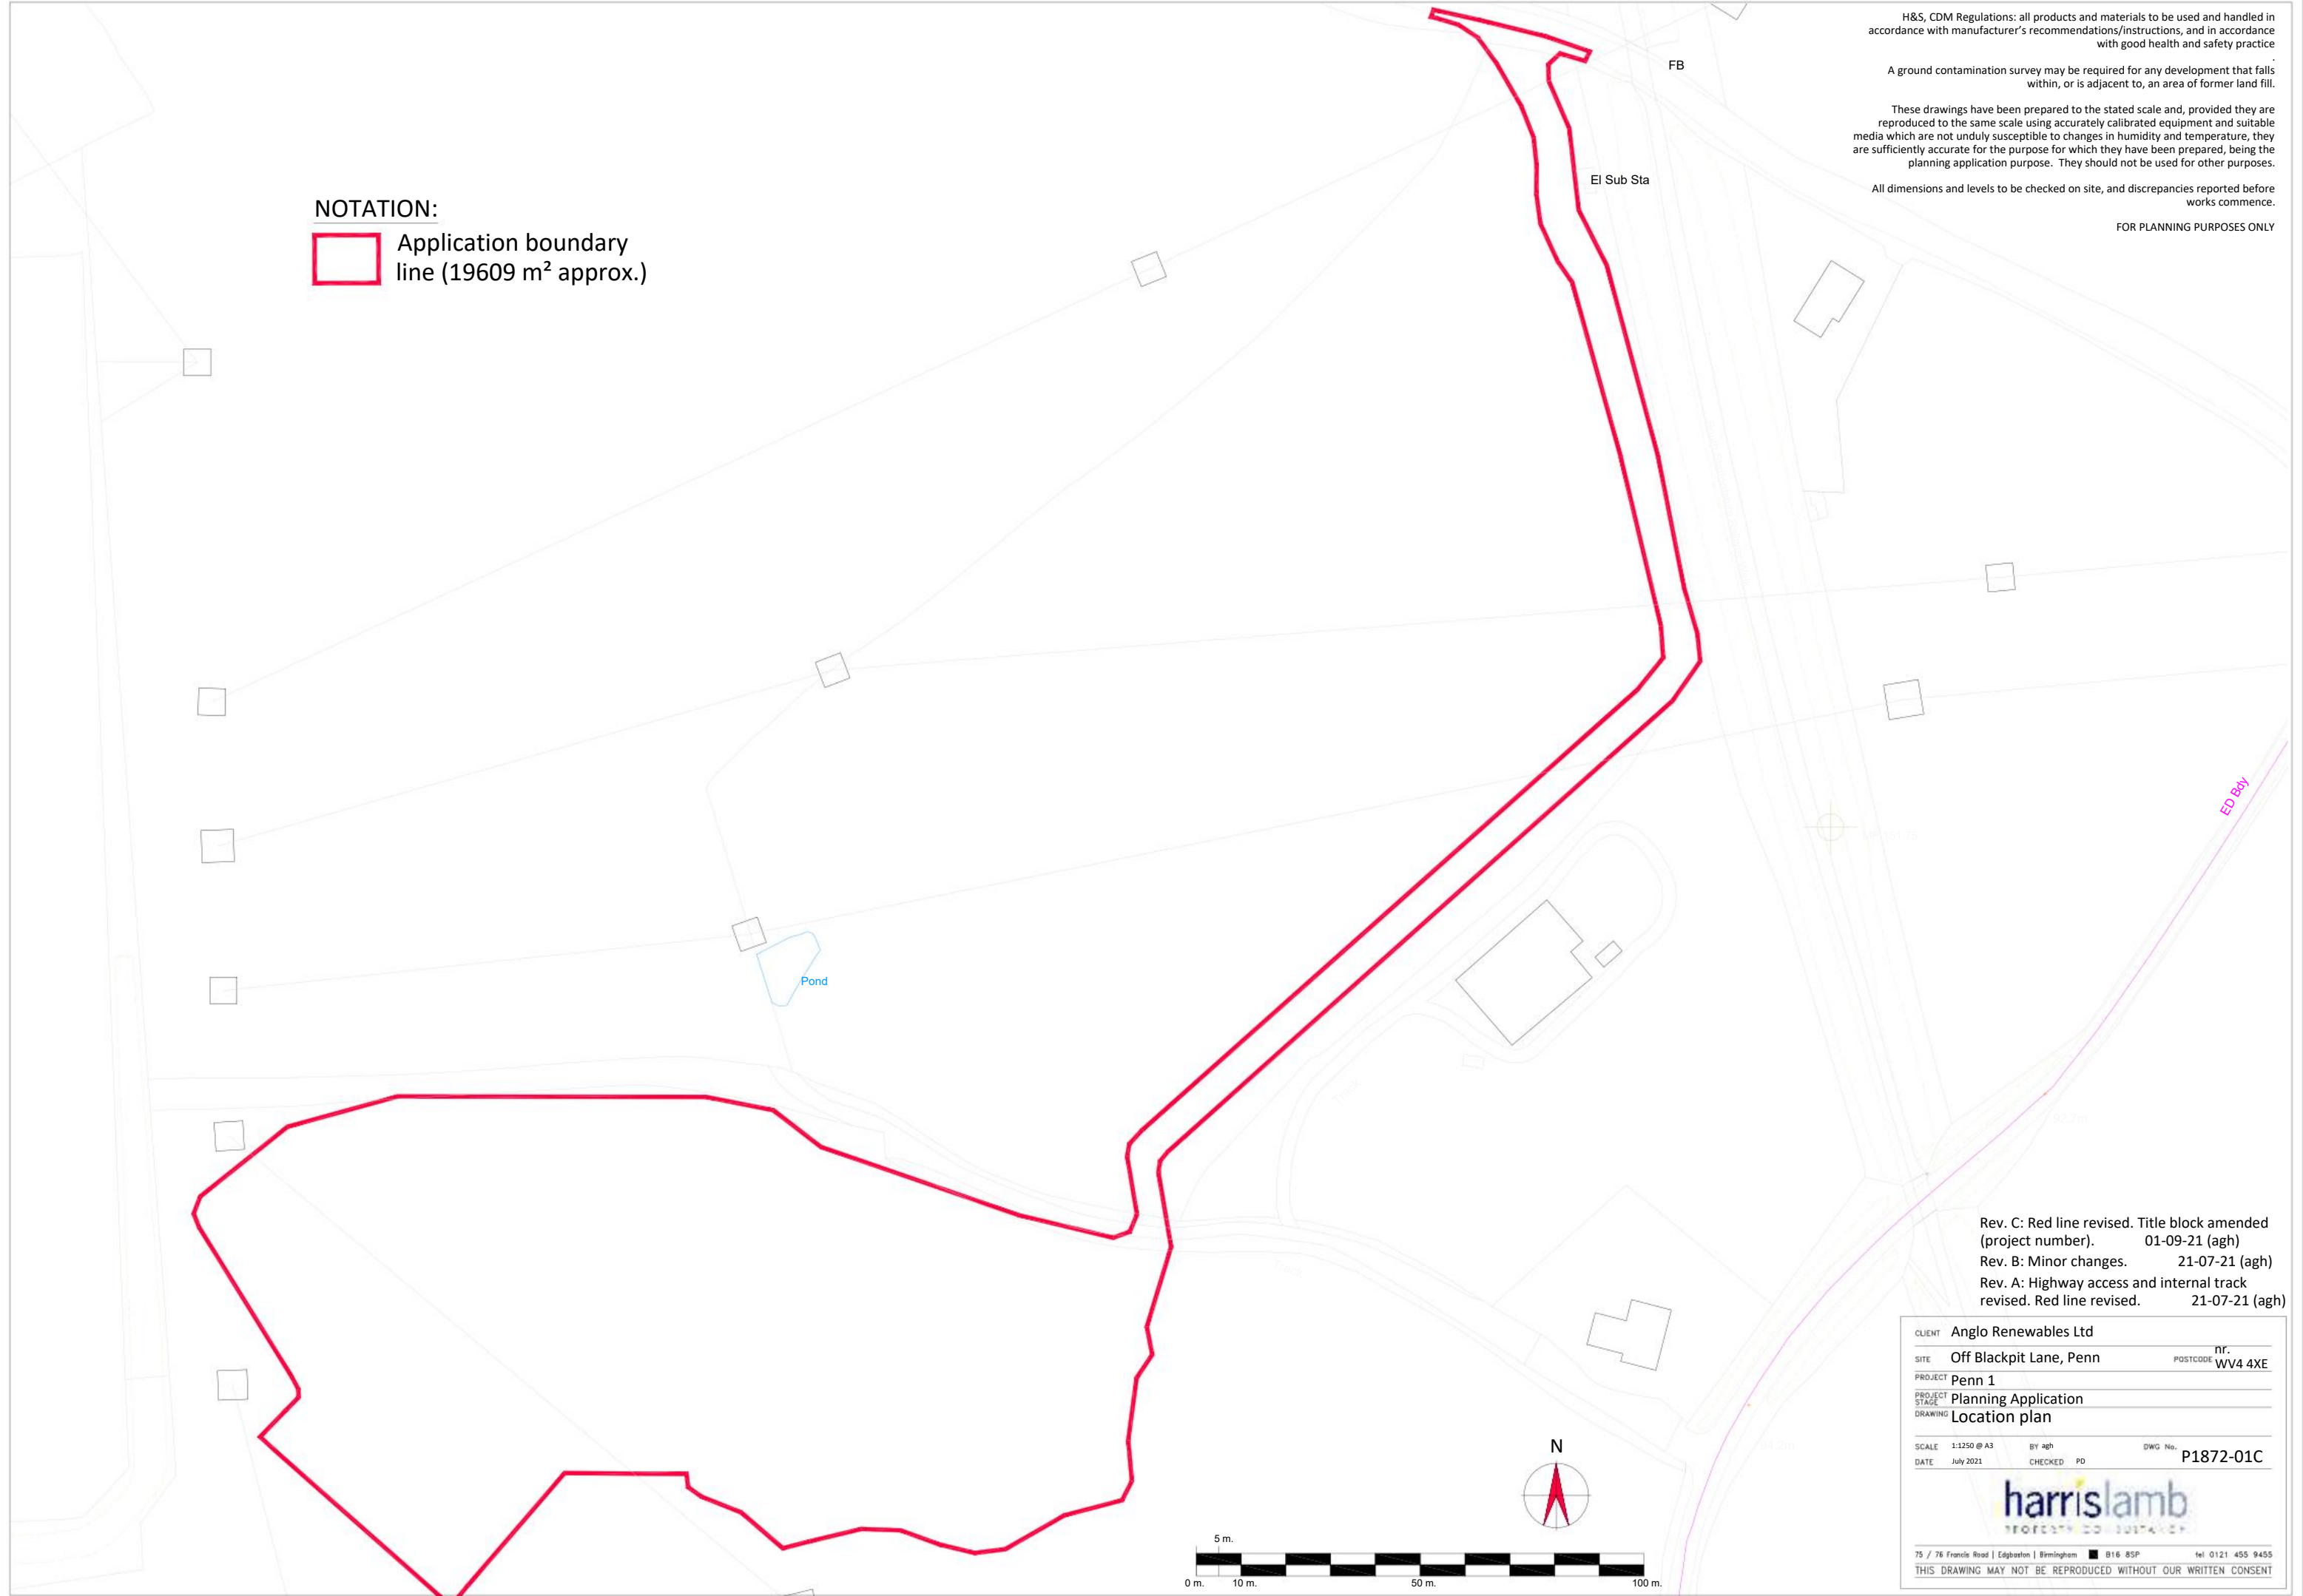 H&S, CDM Regulations: all products and materials to be used and handled in
accordance with manufacturer's recommendations/instructions, and in accordance
with good health and safety practice
.
A ground contamination survey may be required for any development that falls
within, or is adjacent to, an area of former land fill.
These drawings have been prepared to the stated scale and, provided they are
reproduced to the same scale using accurately calibrated equipment and suitable
media which are not unduly susceptible to changes in humidity and temperature, they
are sufficiently accurate for the purpose for which they have been prepared, being the
planning application purpose. They should not be used for other purposes.
All dimensions and levels to be checked on site, and discrepancies reported before
works commence.
FOR PLANNING PURPOSES ONLY
FB
El Sub Sta
NOTATION:
Application boundary
line (19609 m² approx.)
ED Bdy
Pond
Track
Track
Rev. C: Red line revised. Title block amended
(project number). 01-09-21 (agh)
Rev. B: Minor changes. 21-07-21 (agh)
Rev. A: Highway access and internal track
revised. Red line revised. 21-07-21 (agh)
CLIENT Anglo Renewables Ltd
SITE Off Blackpit Lane, Penn POSTCODE nr.
WV4 4XE
PROJECT Penn 1
PROJECT STAGE Planning Application
DRAWING Location plan
SCALE 1:1250 @ A3 BY agh DWG No. P1872-01C
DATE July 2021 CHECKED PD
harrislamb
PROPERTY CONSULTANCY
75 / 76 Francis Road | Edgbaston | Birmingham B16 8SP tel 0121 455 9455
THIS DRAWING MAY NOT BE REPRODUCED WITHOUT OUR WRITTEN CONSENT
N
5 m.
0 m. 10 m. 50 m. 100 m.